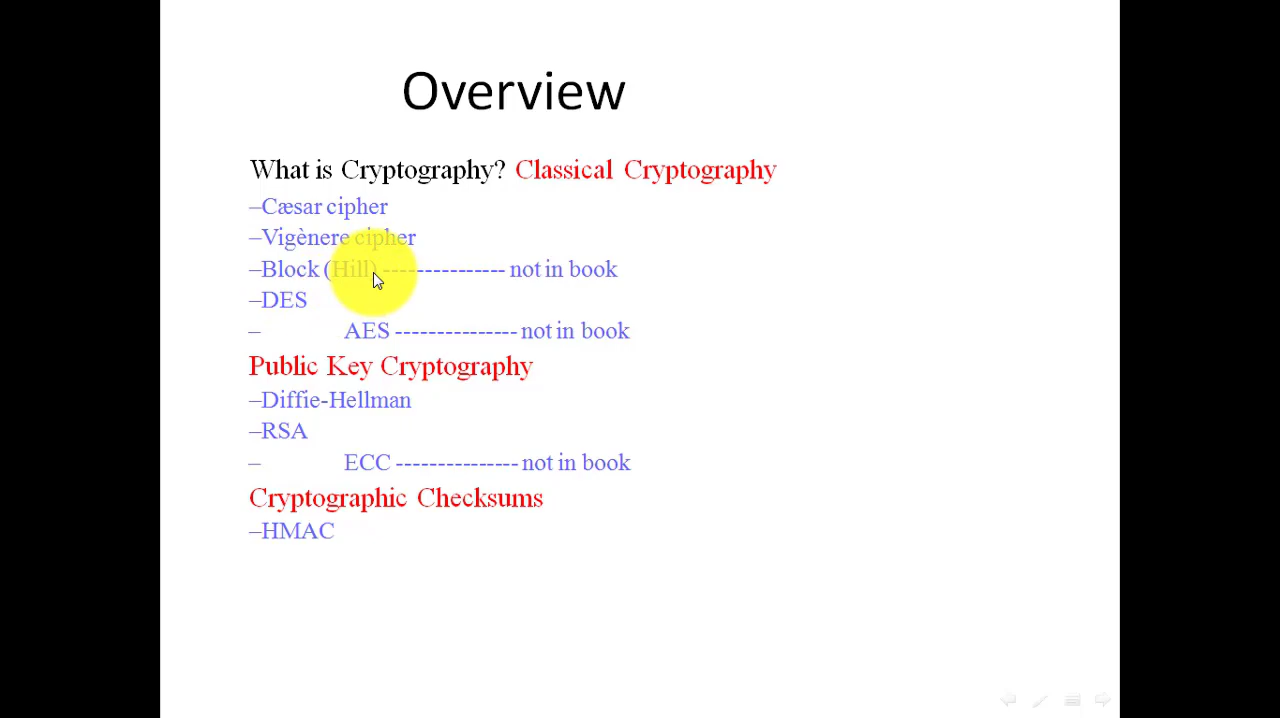 Overview
What is Cryptography? Classical Cryptography
–Cæsar cipher
–Vigènere cipher
–Block (Hill) --------------- not in book
–DES
– AES --------------- not in book
Public Key Cryptography
–Diffie-Hellman
–RSA
– ECC --------------- not in book
Cryptographic Checksums
–HMAC